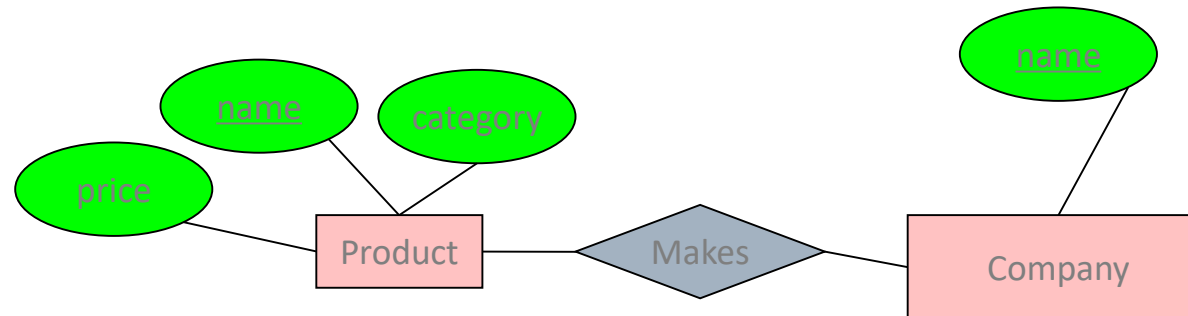 name
name
category
price
Product
Makes
Company